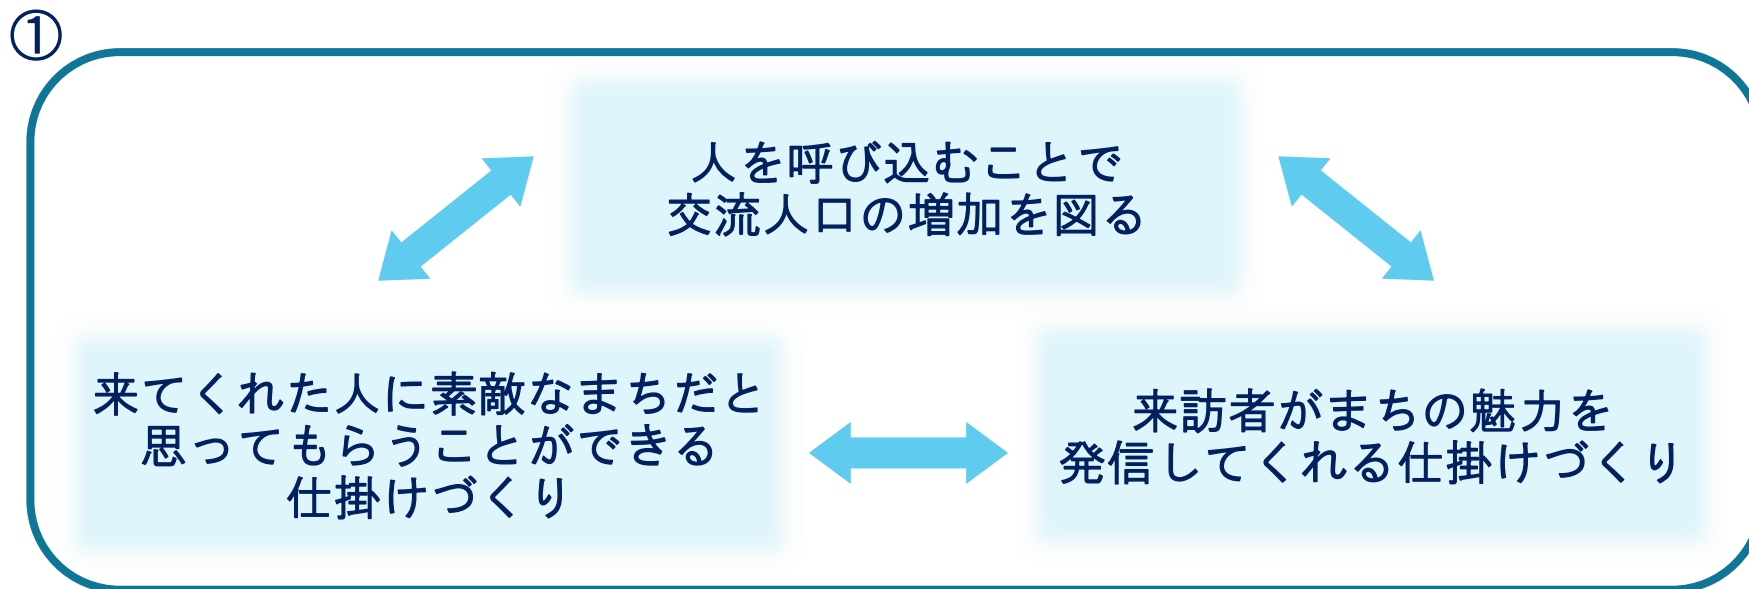 ①
人を呼び込むことで
交流人口の増加を図る
来てくれた人に素敵なまちだと
思ってもらうことができる
仕掛けづくり
来訪者がまちの魅力を
発信してくれる仕掛けづくり